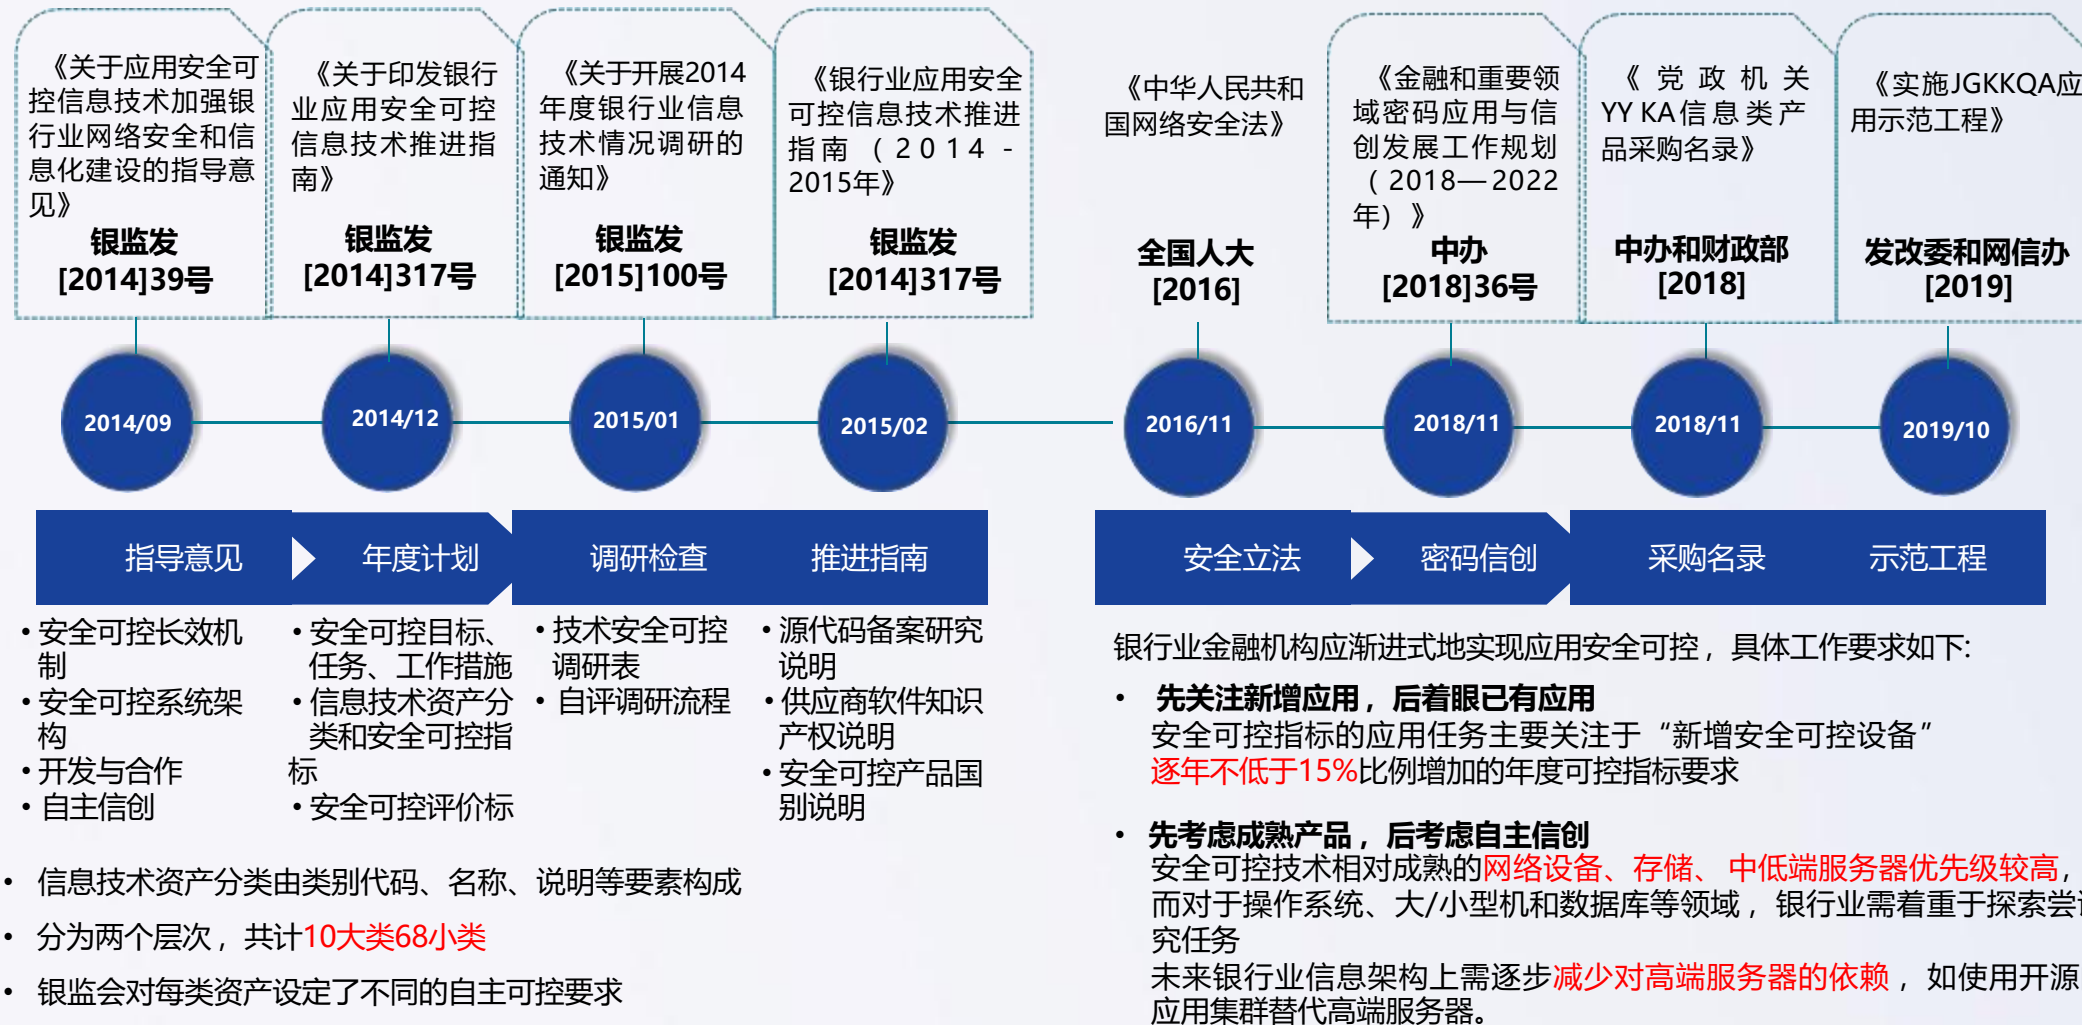 《关于应用安全可
控信息技术加强银
行业网络安全和信
息化建设的指导意
见》
银监发
[2014]39号
《关于印发银行
业应用安全可控
信息技术推进指
南》
银监发
[2014]317号
《关于开展2014
年度银行业信息
技术情况调研的
通知》
银监发
[2015]100号
《银行业应用安全
可控信息技术推进
指南（2014-
2015年》
银监发
[2014]317号
《中华人民共和
国网络安全法》
全国人大
[2016]
《金融和重要领
域密码应用与信
创发展工作规划
（2018—2022
年）》
中办
[2018]36号
《党政机关
YY KA信息类产
品采购名录》
中办和财政部
[2018]
《实施JGKKQA应
用示范工程》
发改委和网信办
[2019]
2014/09
2014/12
2015/01
2015/02
2016/11
2018/11
2018/11
2019/10
指导意见
年度计划
调研检查
推进指南
安全立法
密码信创
采购名录
示范工程
• 安全可控长效机
制
• 安全可控系统架
构
• 开发与合作
• 自主信创
• 安全可控目标、
任务、工作措施
• 信息技术资产分
类和安全可控指
标
• 安全可控评价标
• 技术安全可控
调研表
• 自评调研流程
• 源代码备案研究
说明
• 供应商软件知识
产权说明
• 安全可控产品国
别说明
• 信息技术资产分类由类别代码、名称、说明等要素构成
• 分为两个层次，共计10大类68小类
• 银监会对每类资产设定了不同的自主可控要求
银行业金融机构应渐进式地实现应用安全可控，具体工作要求如下:
• 先关注新增应用，后着眼已有应用
安全可控指标的应用任务主要关注于“新增安全可控设备”
逐年不低于15%比例增加的年度可控指标要求
• 先考虑成熟产品，后考虑自主信创
安全可控技术相对成熟的网络设备、存储、中低端服务器优先级较高，
而对于操作系统、大/小型机和数据库等领域，银行业需着重于探索尝
究任务
未来银行业信息架构上需逐步减少对高端服务器的依赖，如使用开源
应用集群替代高端服务器。